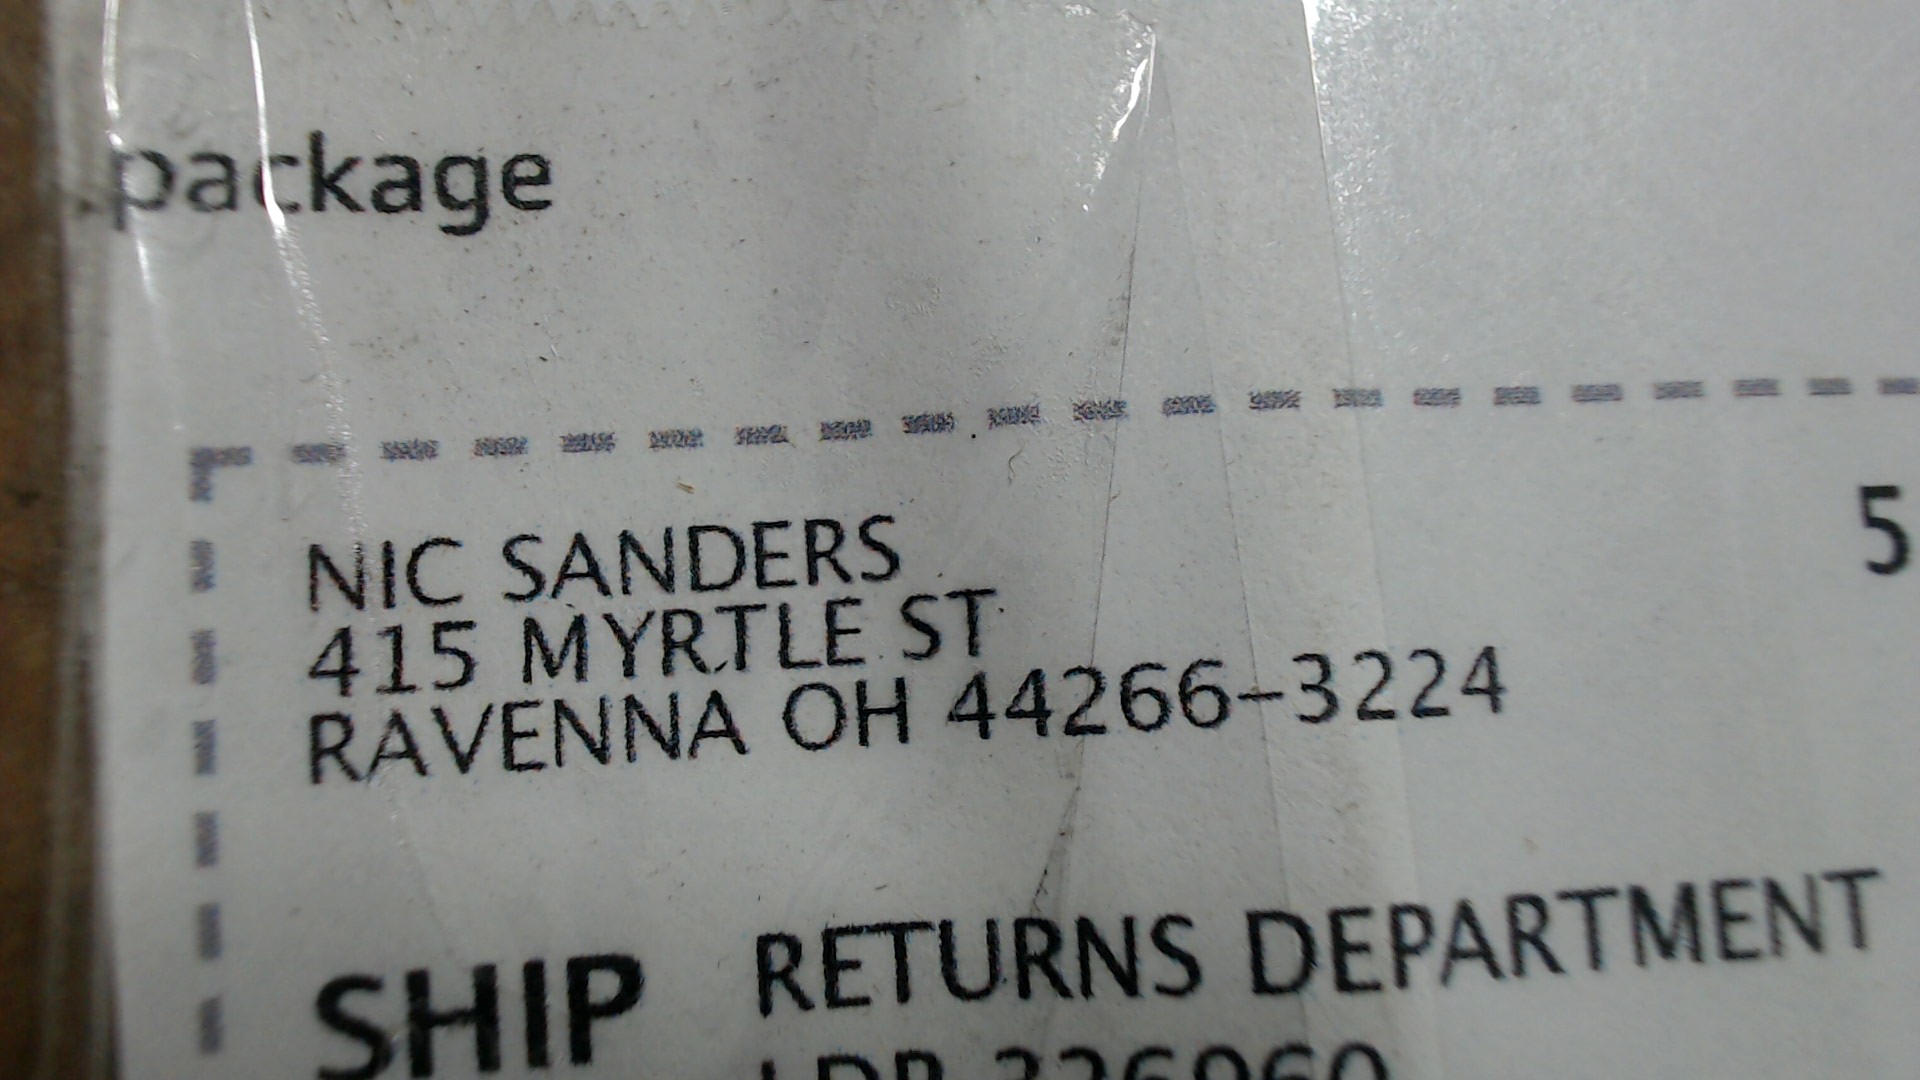 package
5
NIC SANDERS
415 MYRTLE ST
RAVENNA OH 44266-3224
SHIP
RETURNS DEPARTMENT